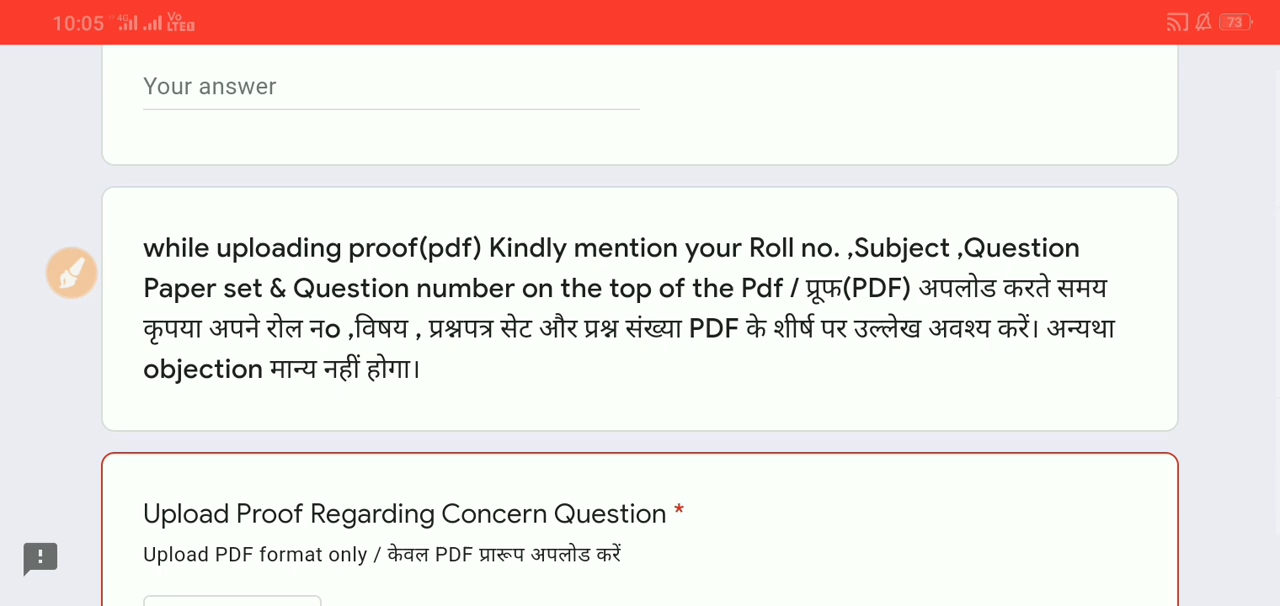 10:05 4G Vo LTE 73
Your answer
while uploading proof(pdf) Kindly mention your Roll no. ,Subject ,Question
Paper set & Question number on the top of the Pdf / प्रूफ(PDF) अपलोड करते समय
कृपया अपने रोल नo ,विषय , प्रश्नपत्र सेट और प्रश्न संख्या PDF के शीर्ष पर उल्लेख अवश्य करें। अन्यथा
objection मान्य नहीं होगा।
Upload Proof Regarding Concern Question *
Upload PDF format only / केवल PDF प्रारूप अपलोड करें